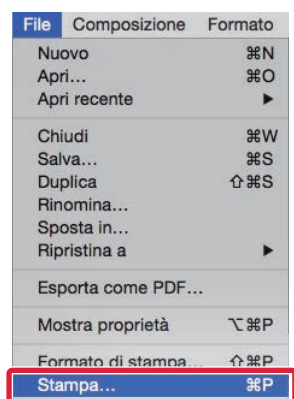 File Composizione Formato
Nuovo ⌘N
Apri... ⌘O
Apri recente ▶
Chiudi ⌘W
Salva... ⌘S
Duplica ⇧⌘S
Rinomina...
Sposta in...
Ripristina a ▶
Esporta come PDF...
Mostra proprietà ⌥⌘P
Formato di stampa... ⇧⌘P
Stampa... ⌘P